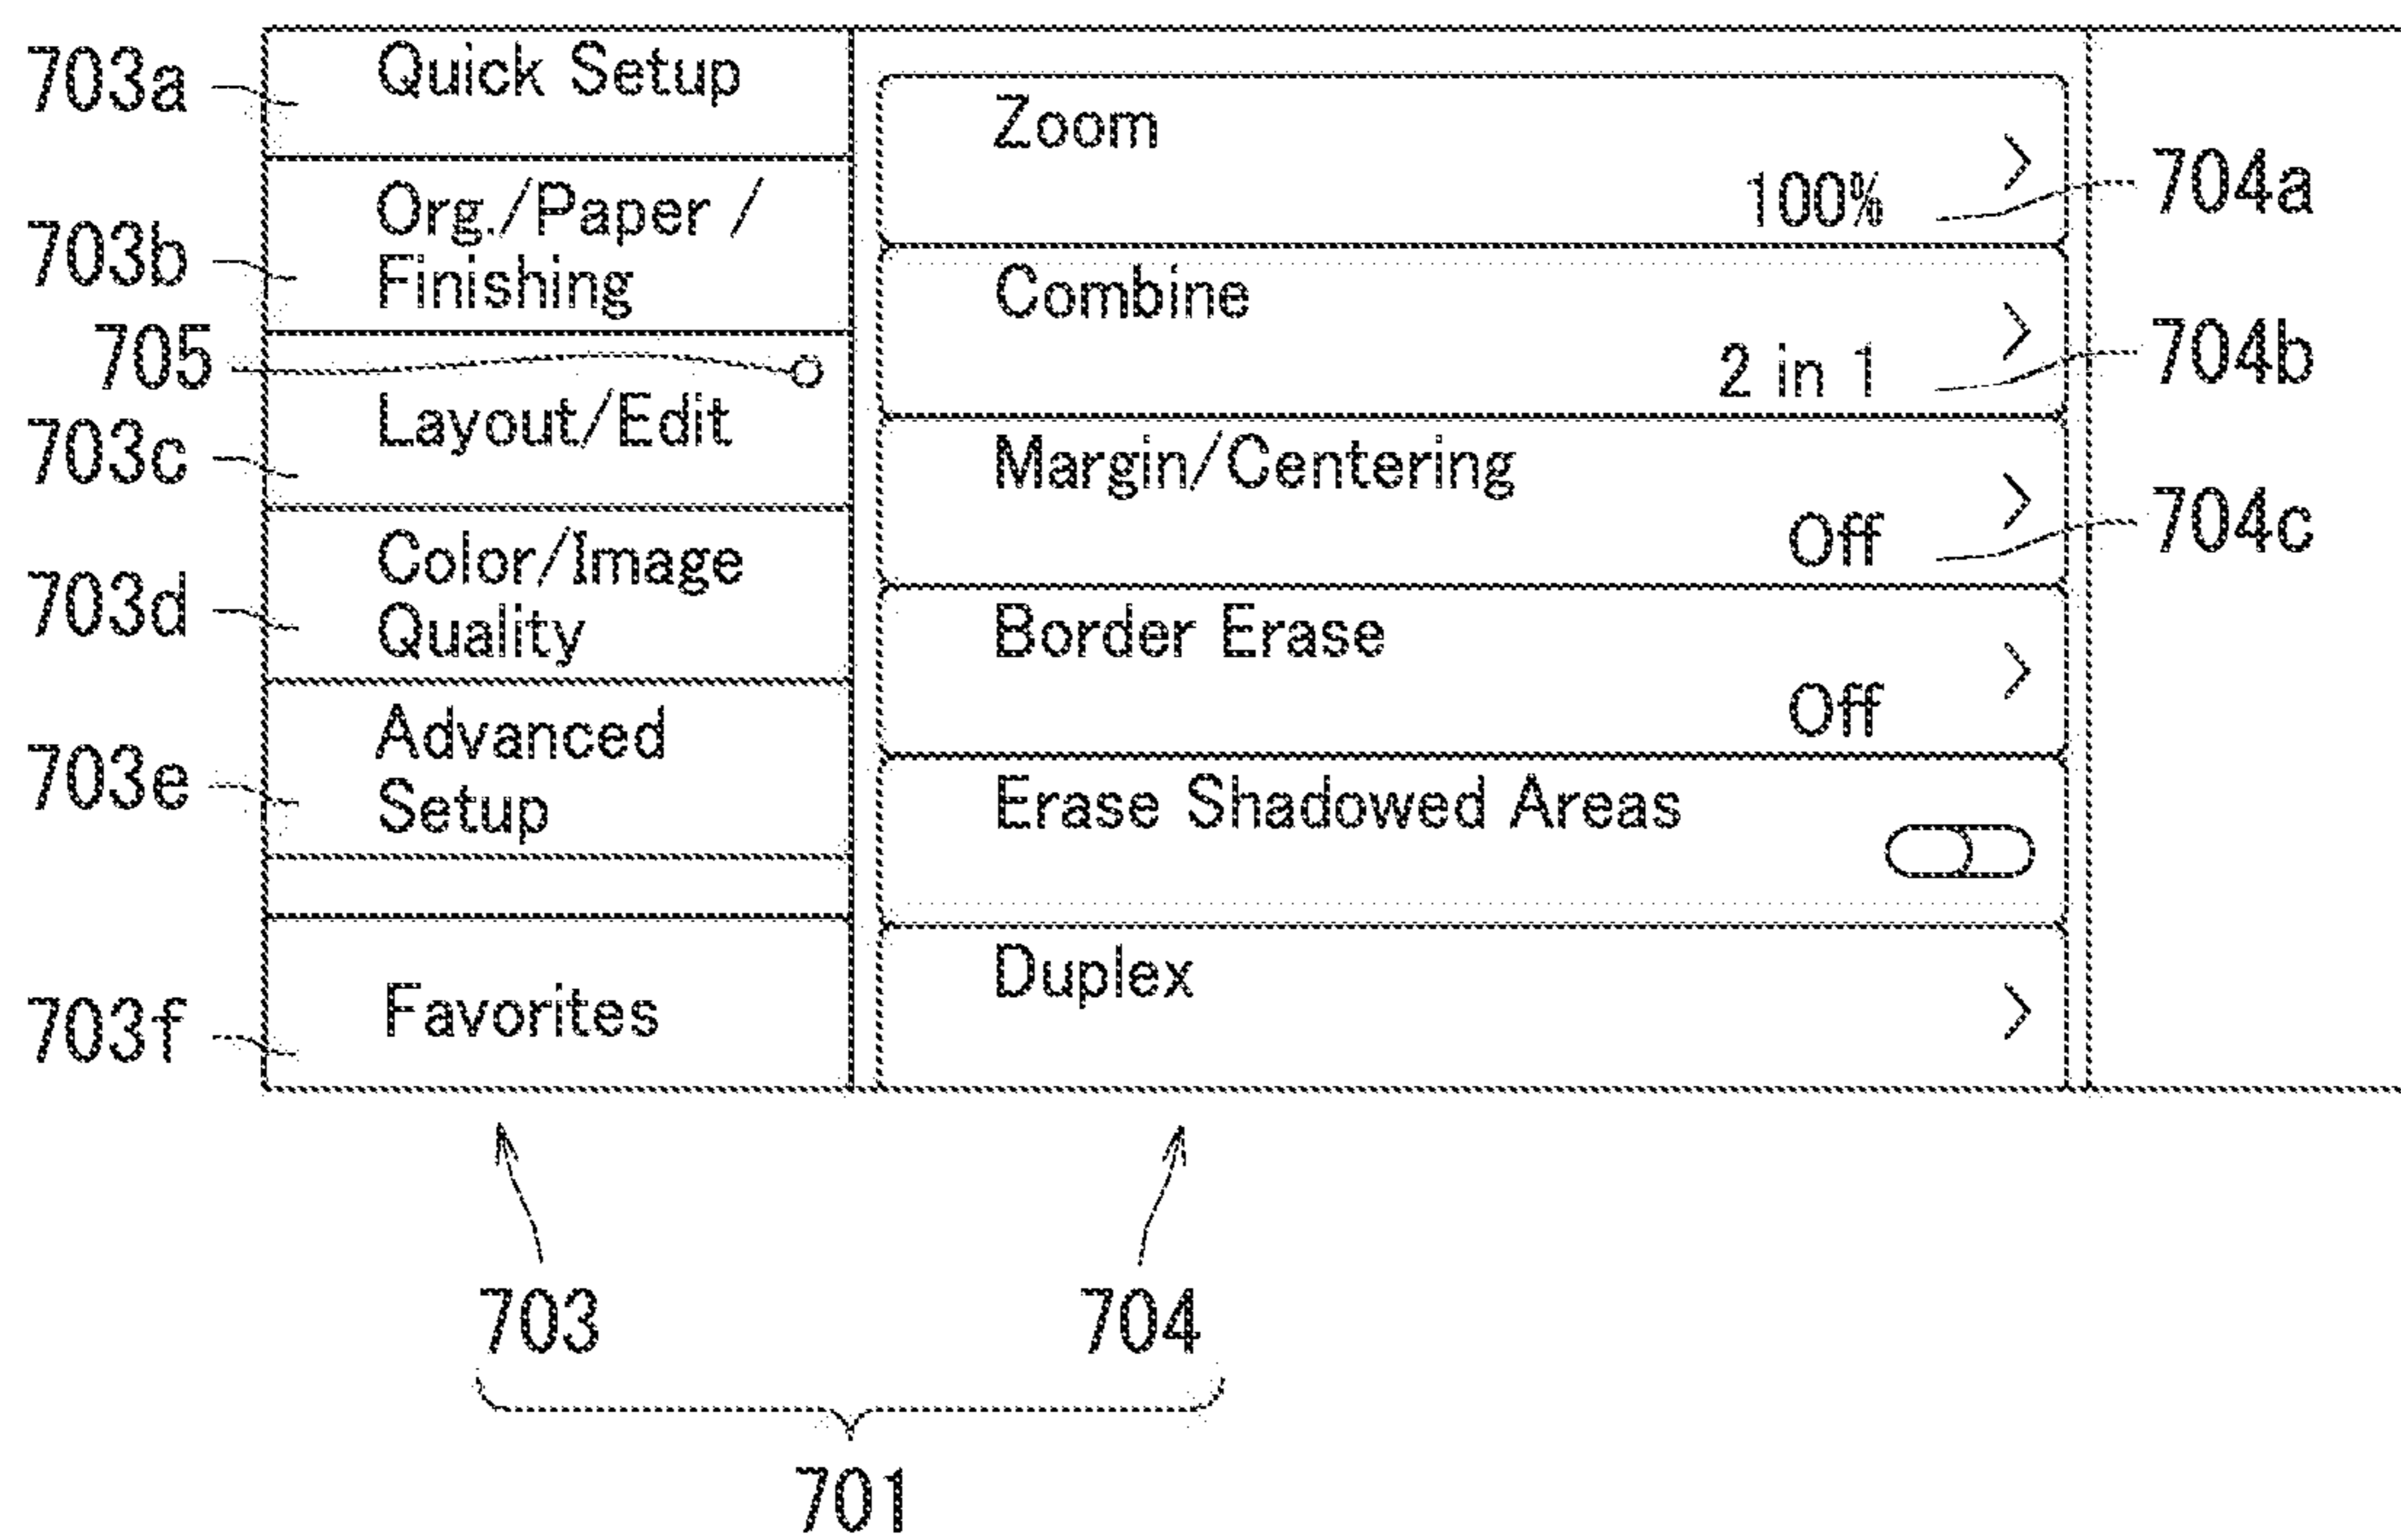 703a
Quick Setup
703b
Org./Paper /
Finishing
705
703c
Layout/Edit
703d
Color/Image
Quality
703e
Advanced
Setup
703f
Favorites
Zoom
100%
704a
Combine
2 in 1
704b
Margin/Centering
Off
704c
Border Erase
Off
Erase Shadowed Areas
Duplex
703
704
701